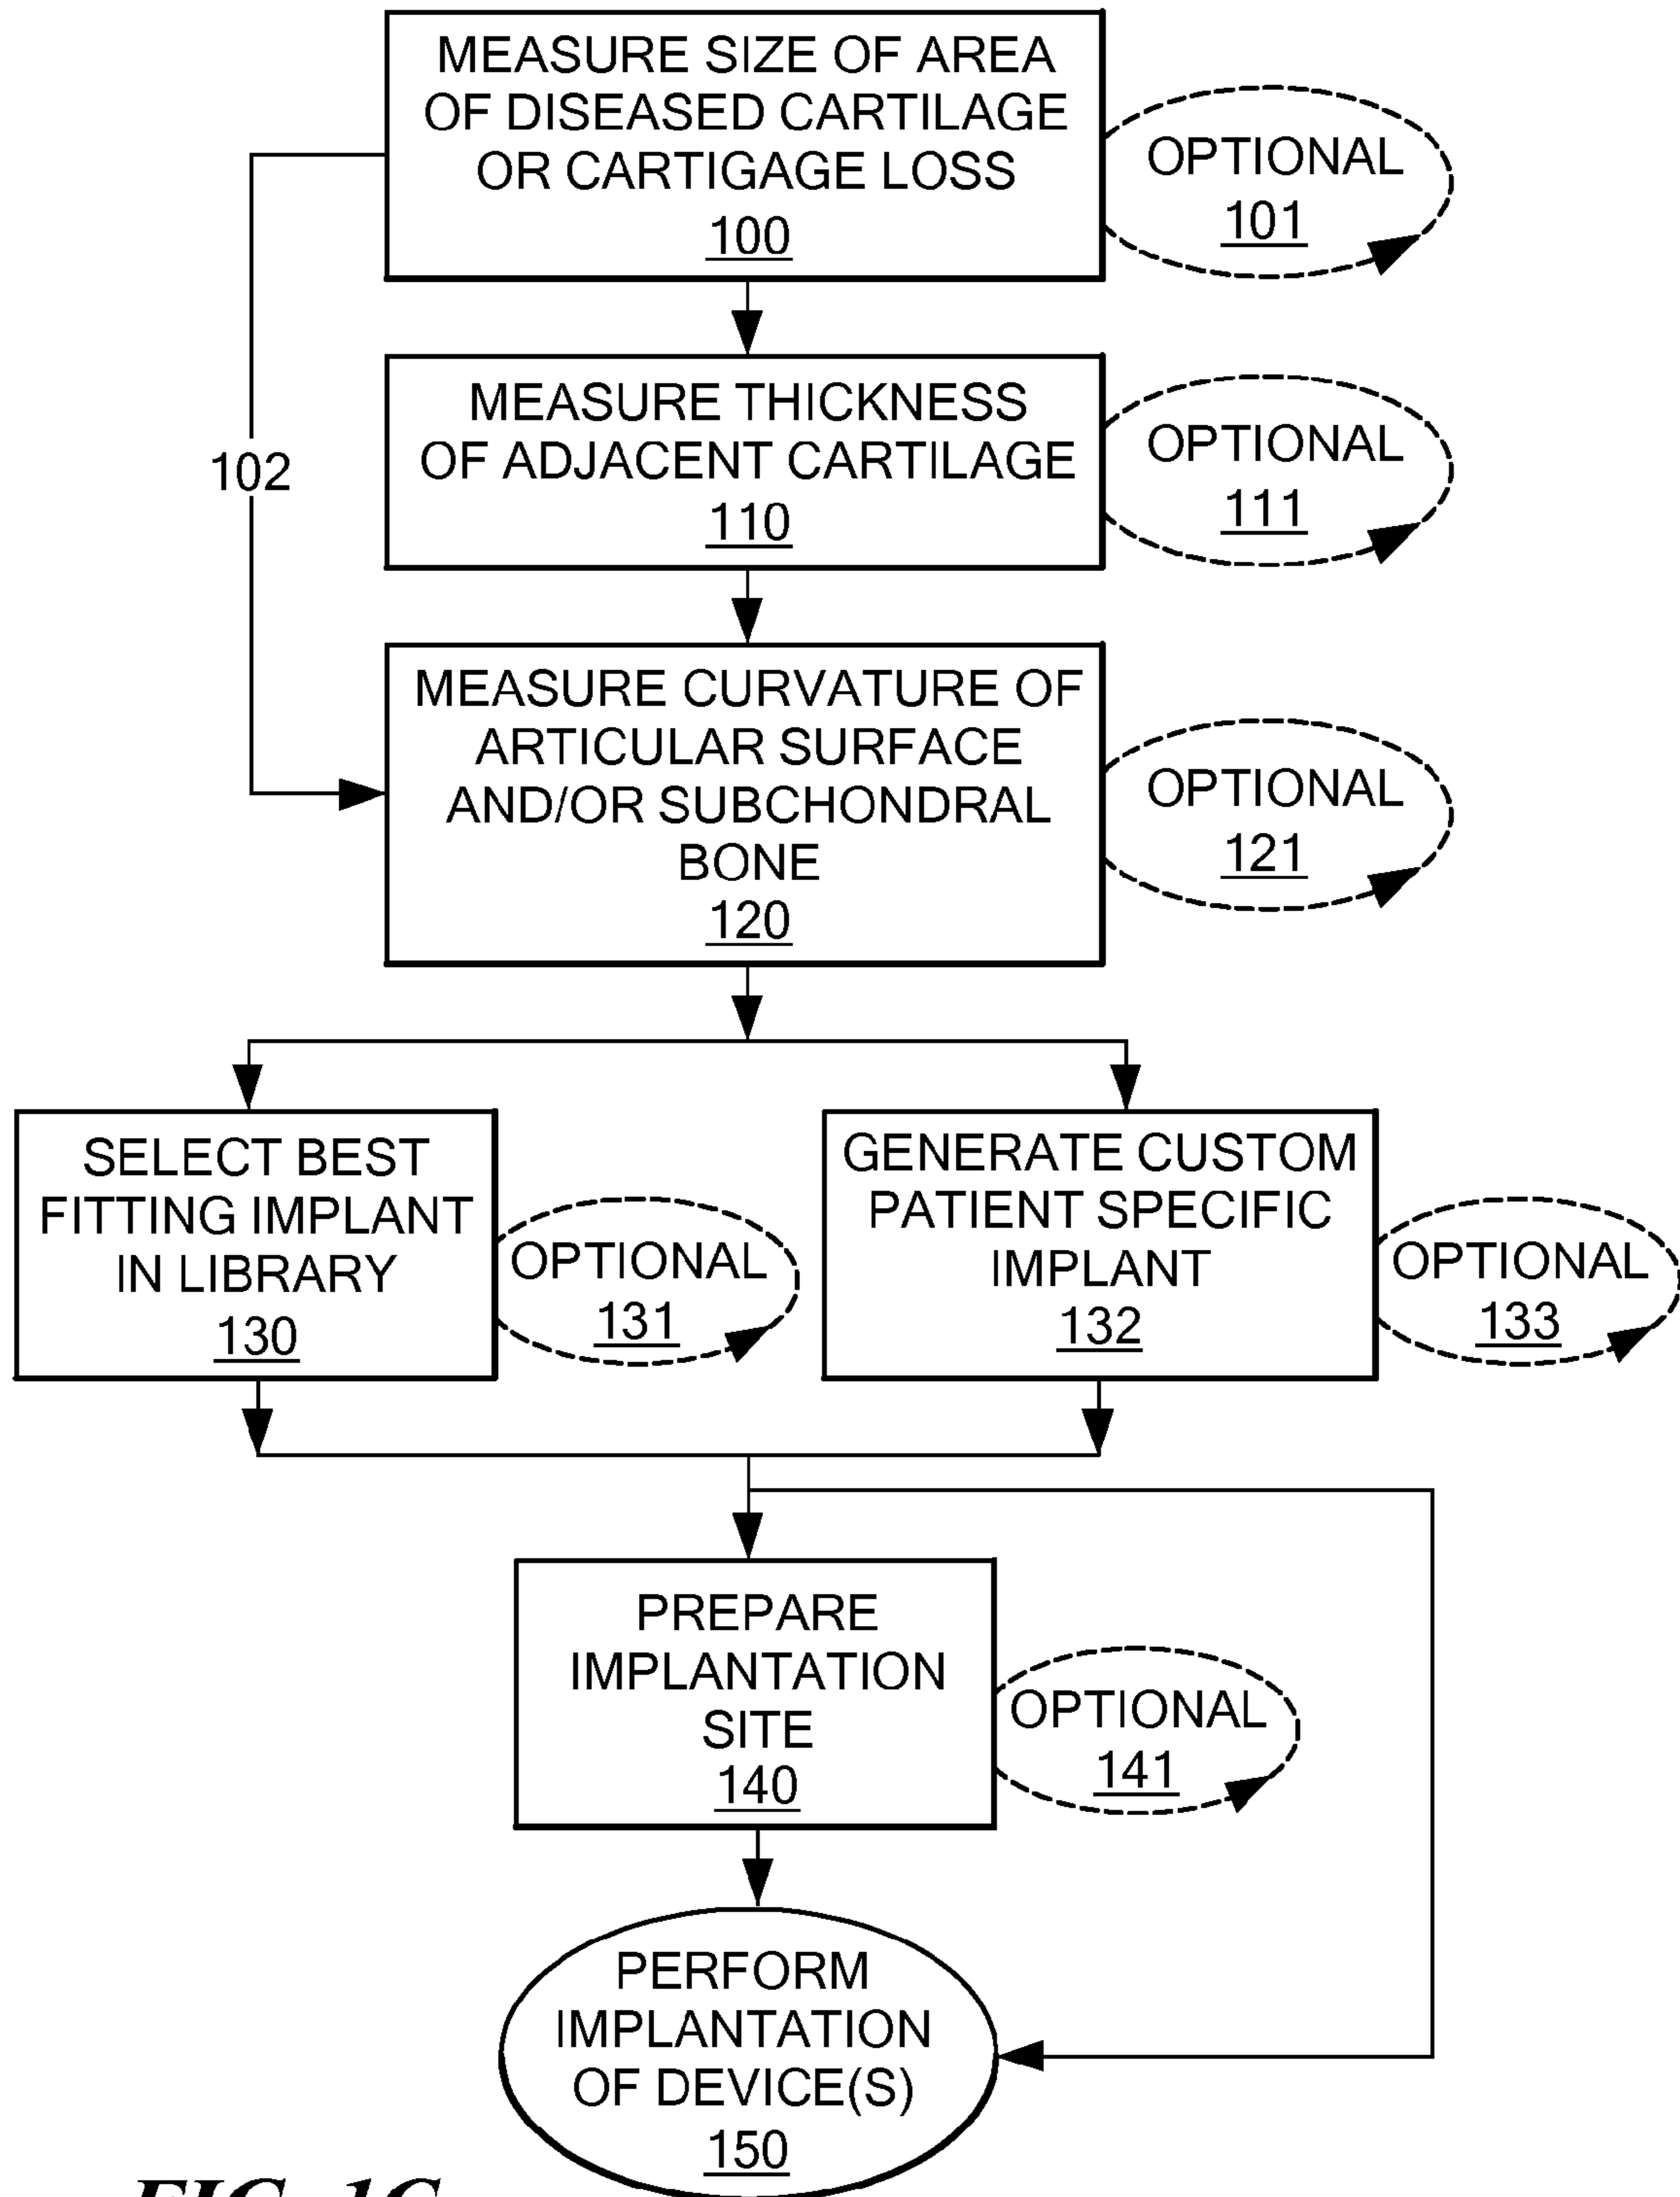 MEASURE SIZE OF AREA
OF DISEASED CARTILAGE
OR CARTIGAGE LOSS
100
OPTIONAL
101
102
MEASURE THICKNESS
OF ADJACENT CARTILAGE
110
OPTIONAL
111
MEASURE CURVATURE OF
ARTICULAR SURFACE
AND/OR SUBCHONDRAL
BONE
120
OPTIONAL
121
SELECT BEST
FITTING IMPLANT
IN LIBRARY
130
OPTIONAL
131
GENERATE CUSTOM
PATIENT SPECIFIC
IMPLANT
132
OPTIONAL
133
PREPARE
IMPLANTATION
SITE
140
OPTIONAL
141
PERFORM
IMPLANTATION
OF DEVICE(S)
150
FIG. 1C